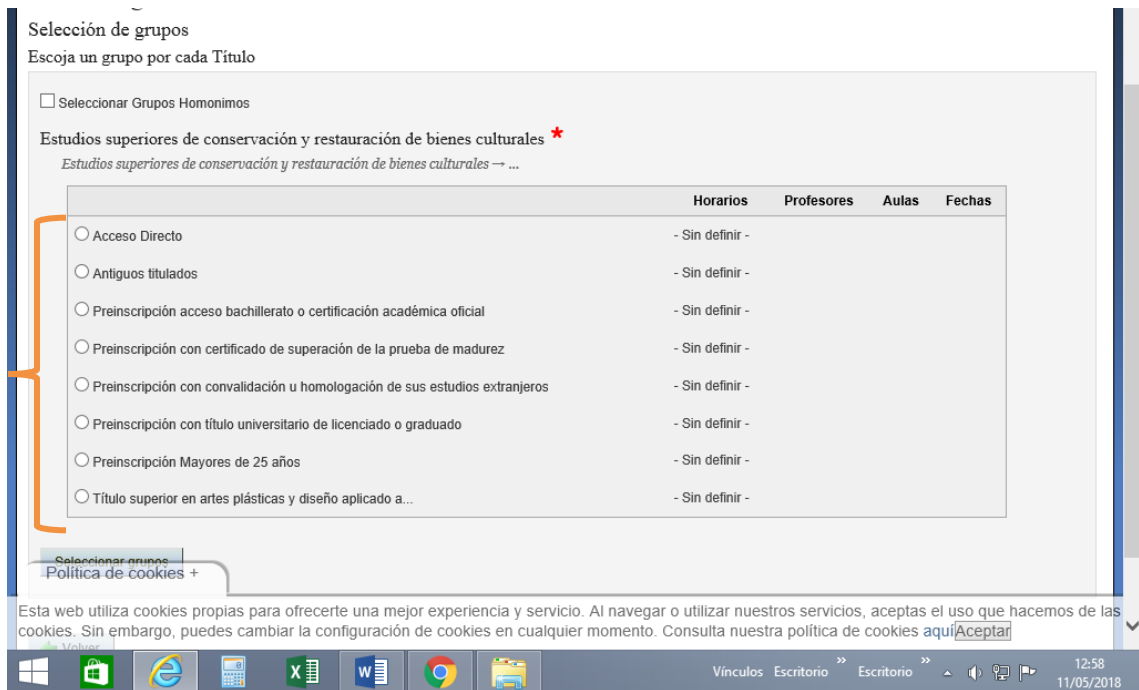 Selección de grupos
Escoja un grupo por cada Título
Seleccionar Grupos Homonimos
Estudios superiores de conservación y restauración de bienes culturales *
Estudios superiores de conservación y restauración de bienes culturales → ...
Horarios Profesores Aulas Fechas
Acceso Directo - Sin definir -
Antiguos titulados - Sin definir -
Preinscripción acceso bachillerato o certificación académica oficial - Sin definir -
Preinscripción con certificado de superación de la prueba de madurez - Sin definir -
Preinscripción con convalidación u homologación de sus estudios extranjeros - Sin definir -
Preinscripción con título universitario de licenciado o graduado - Sin definir -
Preinscripción Mayores de 25 años - Sin definir -
Título superior en artes plásticas y diseño aplicado a... - Sin definir -
Seleccionar grupos
Política de cookies +
Esta web utiliza cookies propias para ofrecerte una mejor experiencia y servicio. Al navegar o utilizar nuestros servicios, aceptas el uso que hacemos de las
cookies. Sin embargo, puedes cambiar la configuración de cookies en cualquier momento. Consulta nuestra política de cookies aquíAceptar
Volver
Vínculos Escritorio » Escritorio » 12:58
11/05/2018